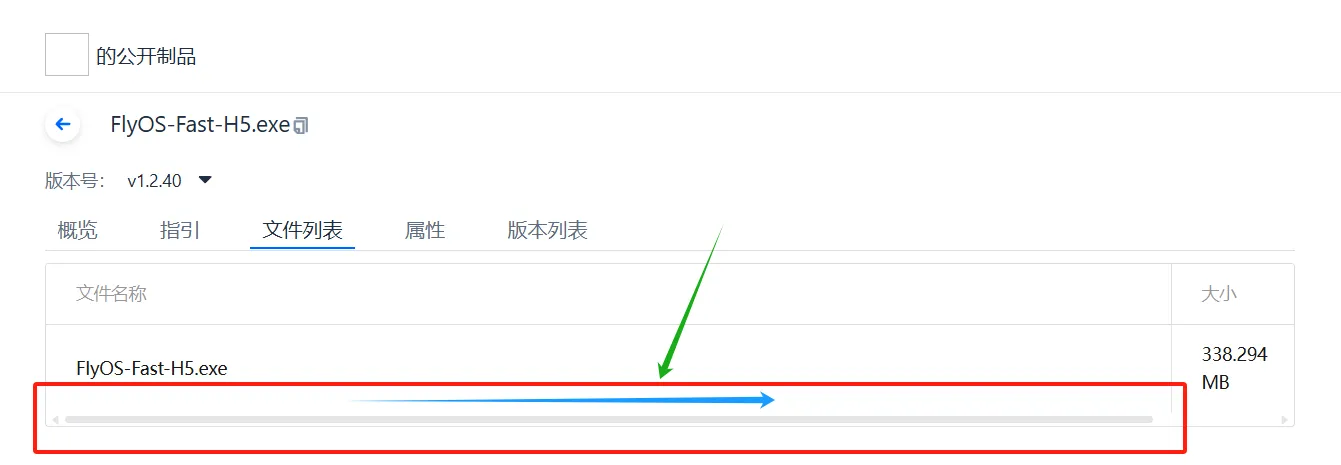 的公开制品
FlyOS-Fast-H5.exe
版本号： v1.2.40
概览 指引 文件列表 属性 版本列表
文件名称 大小
FlyOS-Fast-H5.exe 338.294 MB